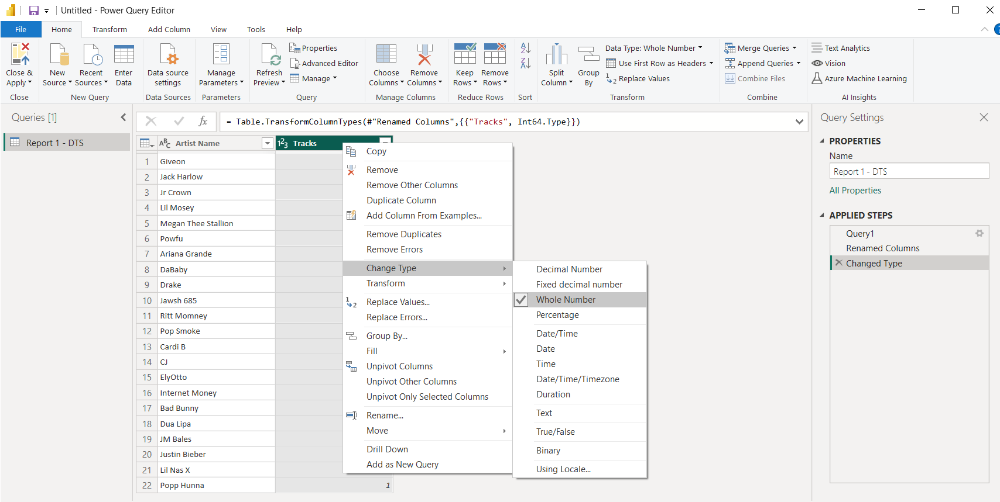 Untitled - Power Query Editor
File Home Transform Add Column View Tools Help
Close & Apply
New Source
Recent Sources
Enter Data
Data source settings
Manage Parameters
Refresh Preview
Properties
Advanced Editor
Manage
Choose Columns
Remove Columns
Keep Rows
Remove Rows
Split Column
Group By
Data Type: Whole Number
Use First Row as Headers
1 2 Replace Values
Merge Queries
Append Queries
Combine Files
Text Analytics
Vision
Azure Machine Learning
Close New Query Data Sources Parameters Query Manage Columns Reduce Rows Sort Transform Combine AI Insights
Queries [1]
Report 1 - DTS
fx = Table.TransformColumnTypes(#"Renamed Columns",{{"Tracks", Int64.Type}})
ABC Artist Name 123 Tracks
1 Giveon
2 Jack Harlow
3 Jr Crown
4 Lil Mosey
5 Megan Thee Stallion
6 Powfu
7 Ariana Grande
8 DaBaby
9 Drake
10 Jawsh 685
11 Ritt Momney
12 Pop Smoke
13 Cardi B
14 CJ
15 ElyOtto
16 Internet Money
17 Bad Bunny
18 Dua Lipa
19 JM Bales
20 Justin Bieber
21 Lil Nas X
22 Popp Hunna 1
Copy
Remove
Remove Other Columns
Duplicate Column
Add Column From Examples...
Remove Duplicates
Remove Errors
Change Type
Transform
1 2 Replace Values...
Replace Errors...
Group By...
Fill
Unpivot Columns
Unpivot Other Columns
Unpivot Only Selected Columns
Rename...
Move
Drill Down
Add as New Query
Decimal Number
Fixed decimal number
Whole Number
Percentage
Date/Time
Date
Time
Date/Time/Timezone
Duration
Text
True/False
Binary
Using Locale...
Query Settings
PROPERTIES
Name
Report 1 - DTS
All Properties
APPLIED STEPS
Query1
Renamed Columns
Changed Type